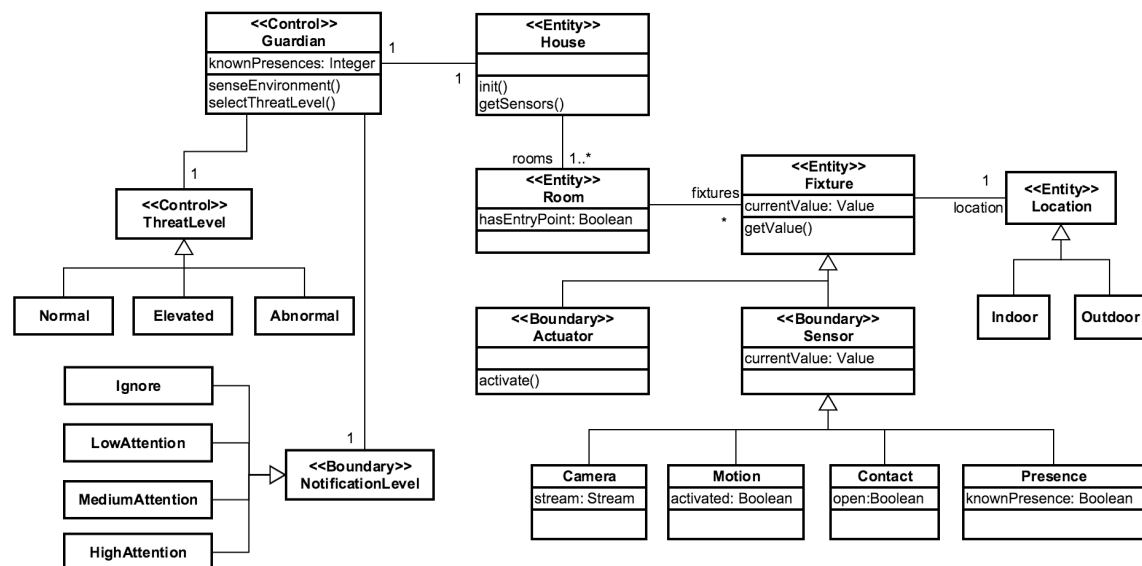 <<Control>>
Guardian
knownPresences: Integer
senseEnvironment()
selectThreatLevel()
1
1
<<Entity>>
House
init()
getSensors()
rooms
1..*
<<Entity>>
Room
hasEntryPoint: Boolean
fixtures
*
<<Entity>>
Fixture
currentValue: Value
getValue()
1
location
<<Entity>>
Location
Indoor
Outdoor
1
<<Control>>
ThreatLevel
Normal
Elevated
Abnormal
<<Boundary>>
Actuator
activate()
<<Boundary>>
Sensor
currentValue: Value
Ignore
LowAttention
MediumAttention
HighAttention
1
<<Boundary>>
NotificationLevel
Camera
stream: Stream
Motion
activated: Boolean
Contact
open:Boolean
Presence
knownPresence: Boolean